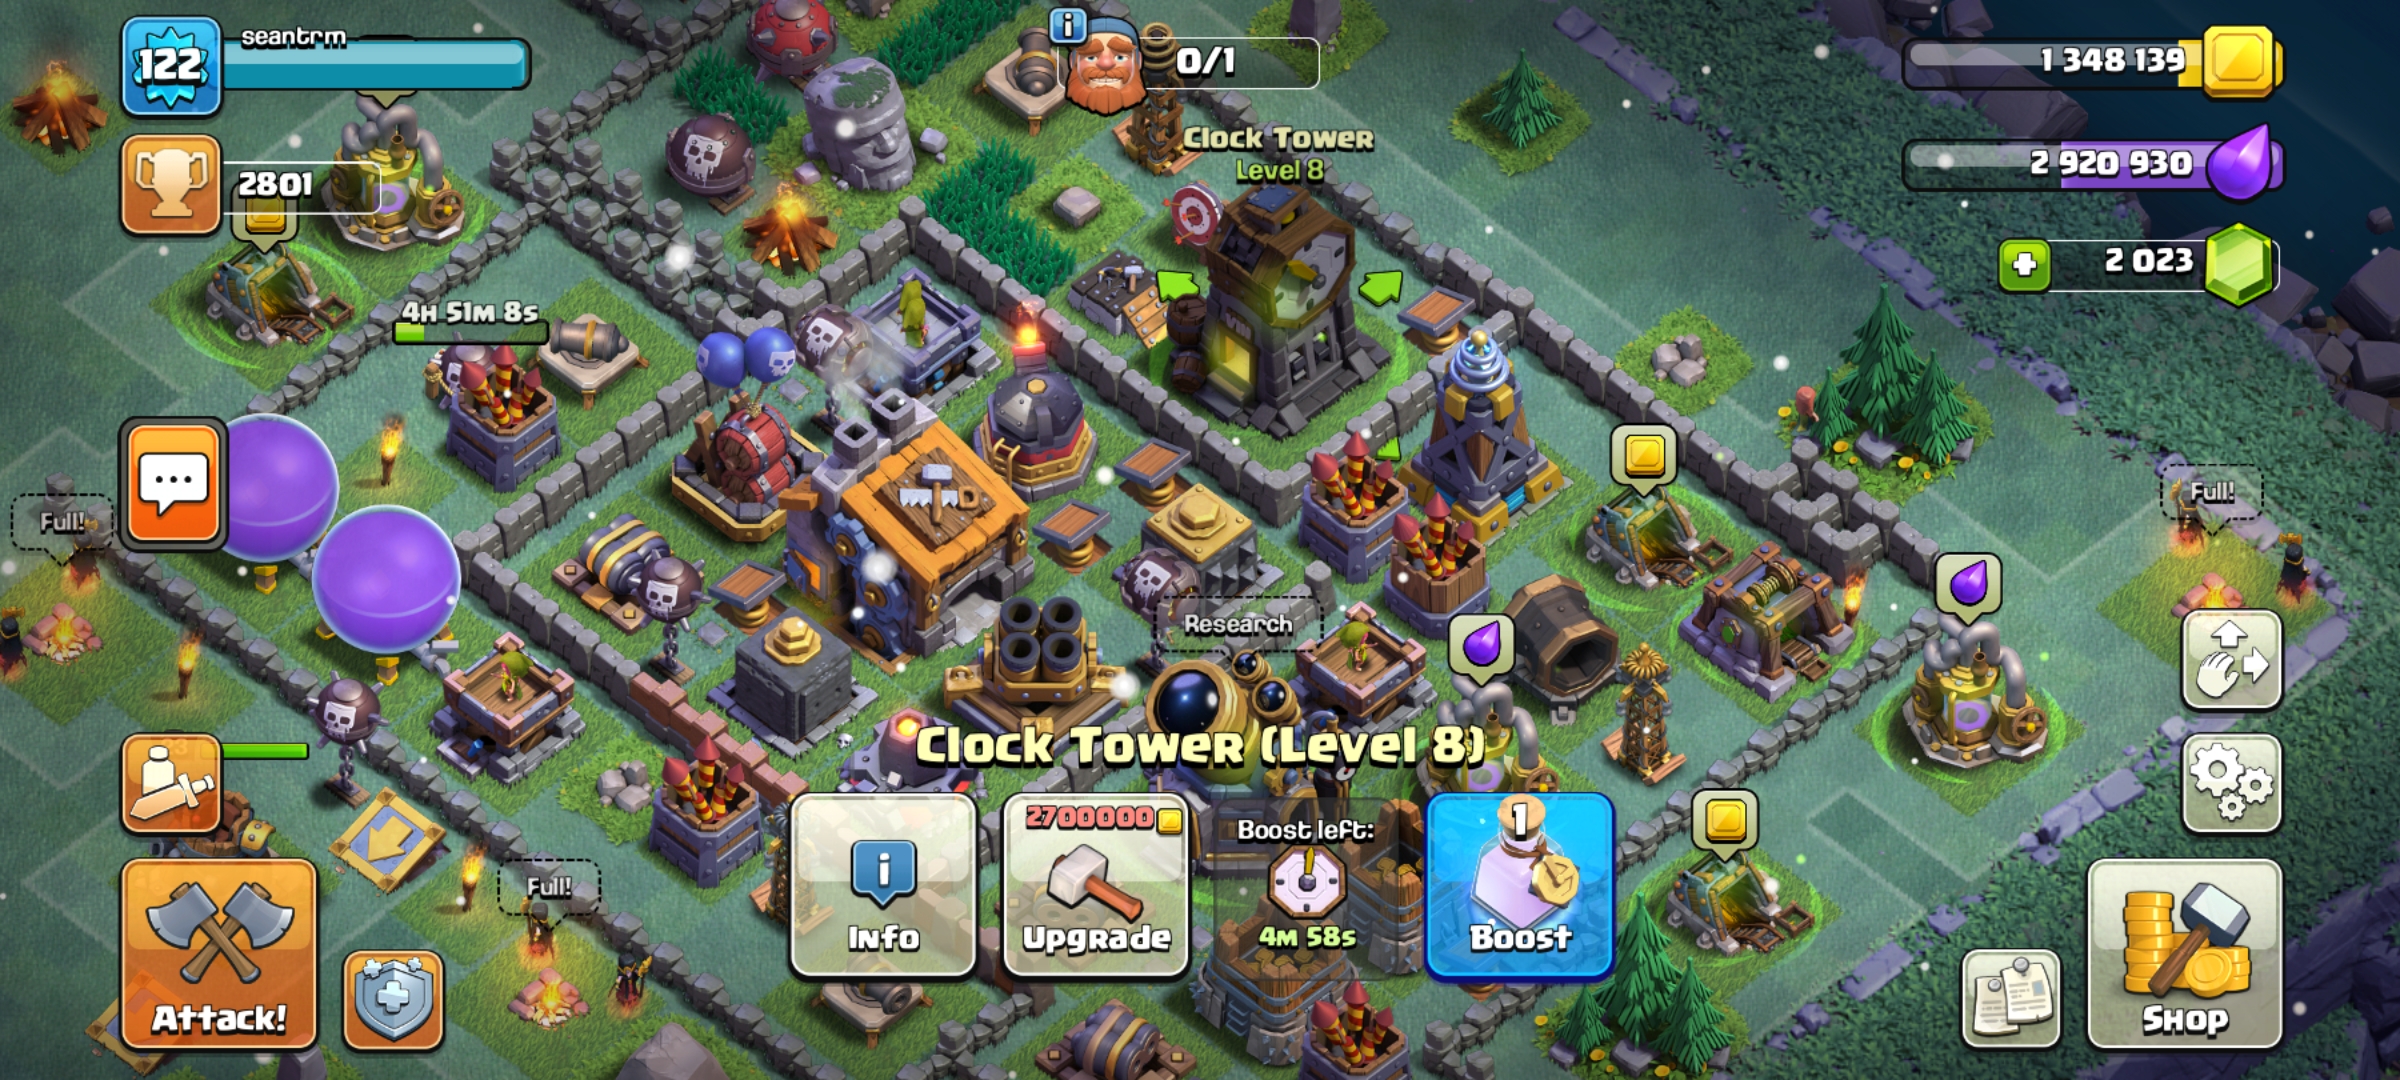 122
seantrm
0/1
1 348 139
2801
Clock Tower
Level 8
2 920 930
2 023
4H 51M 8s
Full!
Full!
Research
Clock Tower (Level 8)
Full!
Info
2700000
Upgrade
Boost left:
4M 58s
1
Boost
Attack!
Shop